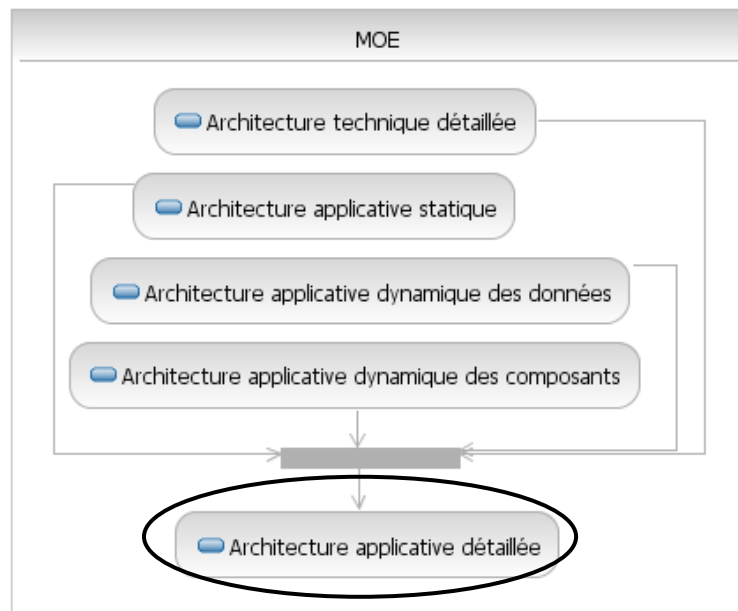 MOE
Architecture technique détaillée
Architecture applicative statique
Architecture applicative dynamique des données
Architecture applicative dynamique des composants
Architecture applicative détaillée